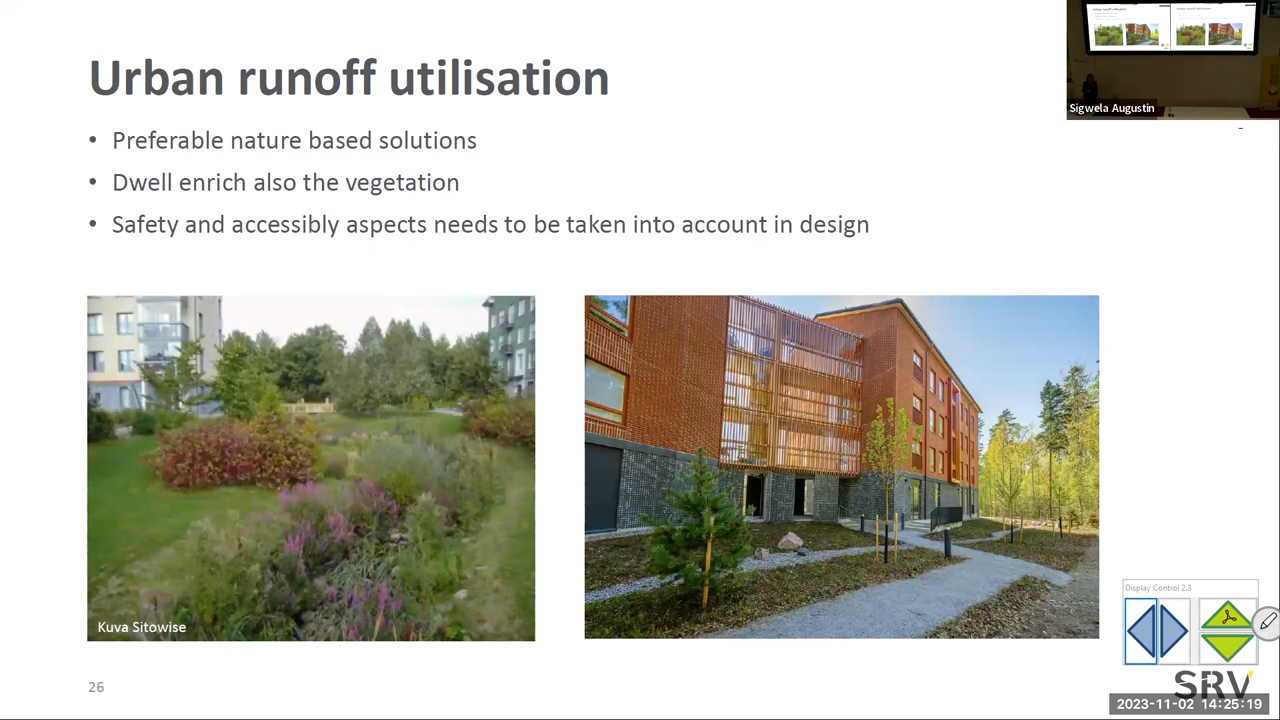 Urban runoff utilisation
• Preferable nature based solutions
• Dwell enrich also the vegetation
• Safety and accessibly aspects needs to be taken into account in design
Sigwela Augustin
Kuva Sitowise
Display Control 2.3
26
SRV
2023-11-02 14:25:19